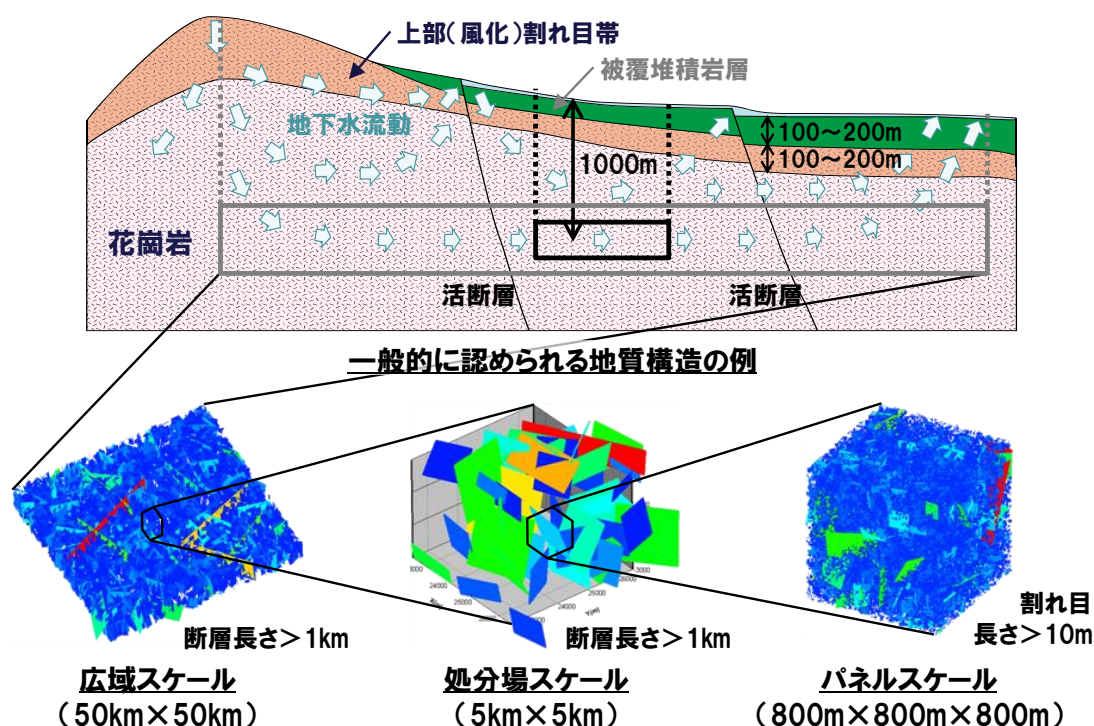 上部(風化)割れ目帯
被覆堆積岩層
地下水流動
100～200m
100～200m
1000m
花崗岩
活断層
活断層
一般的に認められる地質構造の例
断層長さ＞1km
断層長さ＞1km
割れ目
長さ＞10m
広域スケール
(50km×50km)
処分場スケール
(5km×5km)
パネルスケール
(800m×800m×800m)